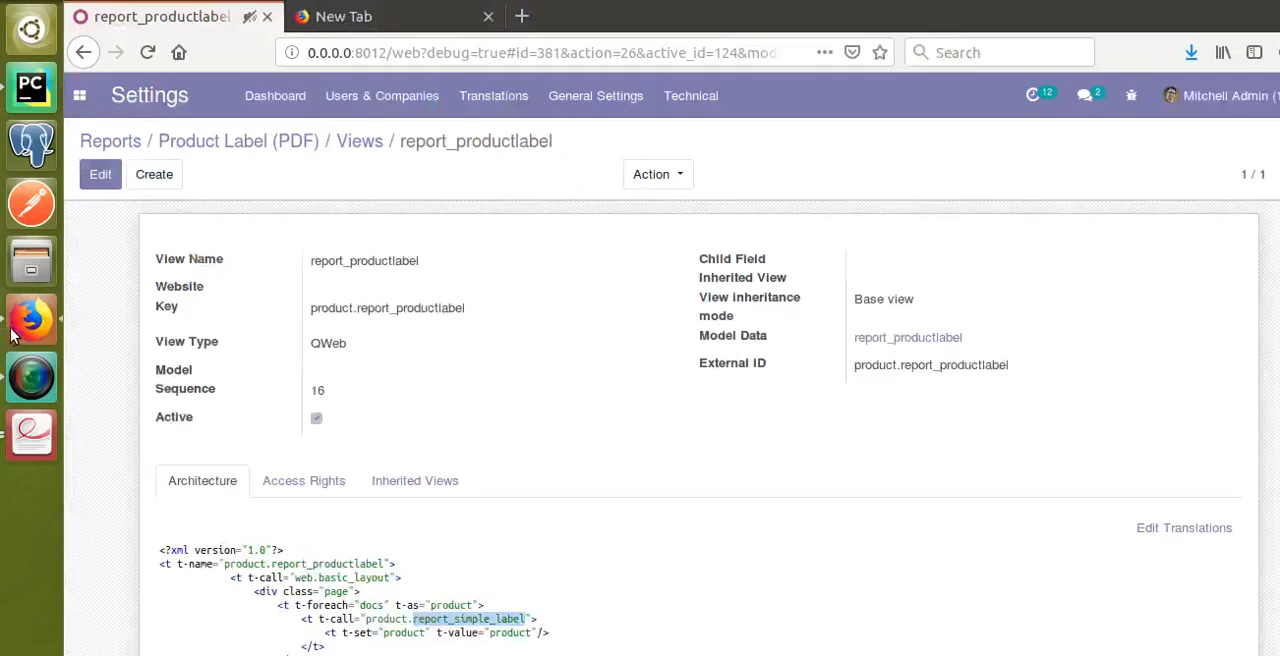 report_productlabel
New Tab
0.0.0.0:8012/web?debug=true#id=381&action=26&active_id=124&mod
Search
Settings
Dashboard
Users & Companies
Translations
General Settings
Technical
12
2
Mitchell Admin (
Reports / Product Label (PDF) / Views / report_productlabel
Edit
Create
Action
1 / 1
View Name report_productlabel
Website
Key product.report_productlabel
View Type QWeb
Model
Sequence 16
Active
Child Field
Inherited View
View inheritance mode Base view
Model Data report_productlabel
External ID product.report_productlabel
Architecture
Access Rights
Inherited Views
Edit Translations
<?xml version="1.0"?>
<t t-name="product.report_productlabel">
<t t-call="web.basic_layout">
<div class="page">
<t t-foreach="docs" t-as="product">
<t t-call="product.report_simple_label">
<t t-set="product" t-value="product"/>
</t>
PC